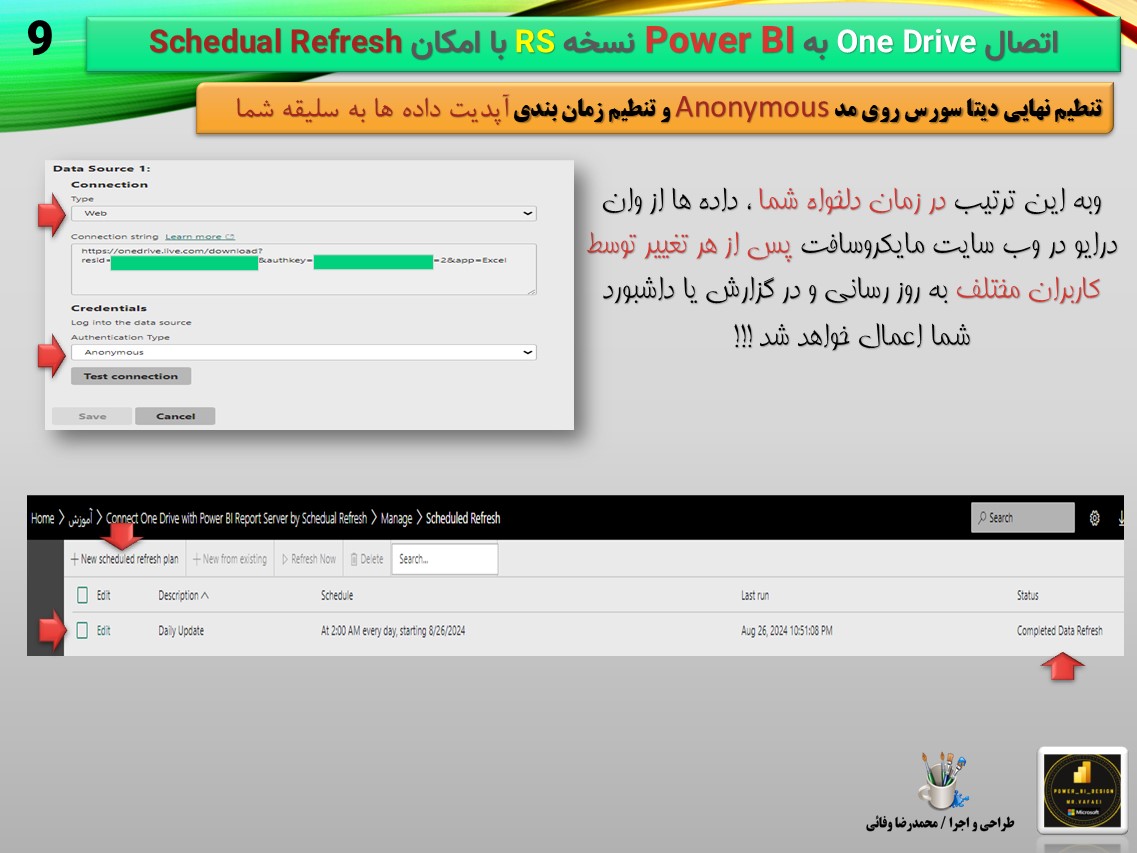 9
اتصال One Drive به Power BI نسخه RS با امکان Schedual Refresh
تنظیم نهایی دیتا سورس روی مد Anonymous و تنظیم زمان بندی آپدیت داده ها به سلیقه شما
وبه این ترتیب در زمان دلخواه شما ، داده ها از وان
درایو در وب سایت مایکروسافت پس از هر تغییر توسط
کاربران مختلف به روز رسانی و در گزارش یا داشبورد
شما اعمال خواهد شد !!!
Data Source 1:
Connection
Type
Web
Connection string Learn more
https://onedrive.live.com/download?
resid= &authkey= =2&app=Excel
Credentials
Log into the data source
Authentication Type
Anonymous
Test connection
Save Cancel
Home > آموزش > Connect One Drive with Power BI Report Server by Schedual Refresh > Manage > Scheduled Refresh Search
+ New scheduled refresh plan + New from existing Refresh Now Delete Search...
Edit Description Schedule Last run Status
Edit Daily Update At 2:00 AM every day, starting 8/26/2024 Aug 26, 2024 10:51:08 PM Completed Data Refresh
طراحی و اجرا / محمدرضا وفائی
POWER_BI_DESIGN
MR.VAFAEI
Microsoft